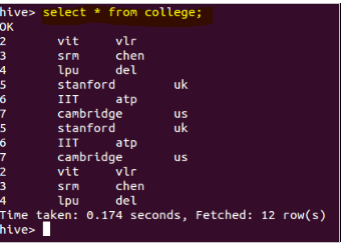 hive> select * from college;
OK
2 vit vlr
3 srm chen
4 lpu del
5 stanford uk
6 IIT atp
7 cambridge us
5 stanford uk
6 IIT atp
7 cambridge us
2 vit vlr
3 srm chen
4 lpu del
Time taken: 0.174 seconds, Fetched: 12 row(s)
hive>